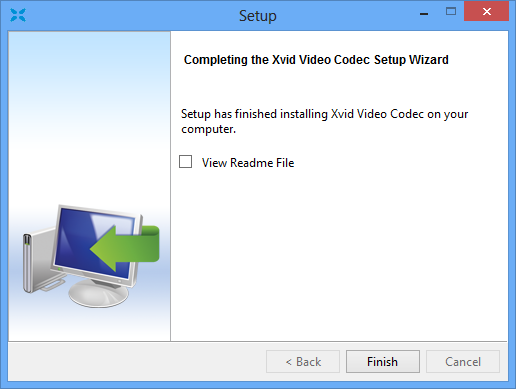 Setup
Completing the Xvid Video Codec Setup Wizard
Setup has finished installing Xvid Video Codec on your
computer.
View Readme File
< Back
Finish
Cancel